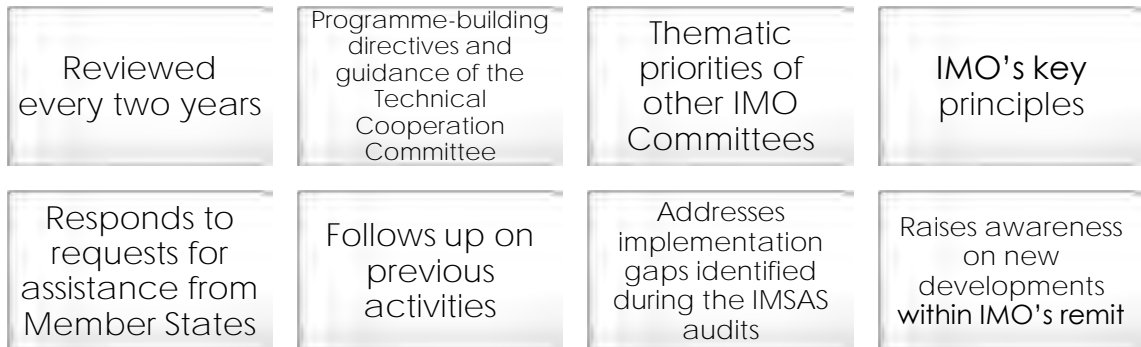 Reviewed
every two years
Programme-building
directives and
guidance of the
Technical
Cooperation
Committee
Thematic
priorities of
other IMO
Committees
IMO’s key
principles
Responds to
requests for
assistance from
Member States
Follows up on
previous
activities
Addresses
implementation
gaps identified
during the IMSAS
audits
Raises awareness
on new
developments
within IMO’s remit